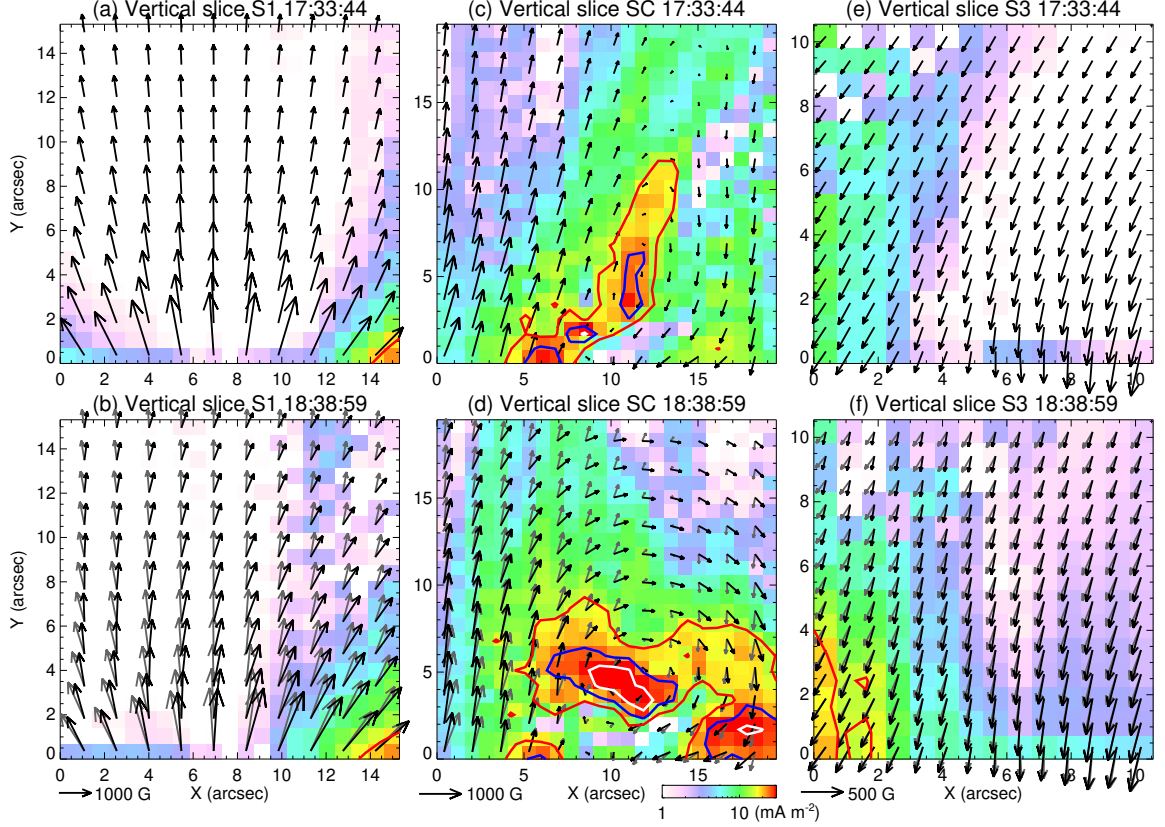 (a) Vertical slice S1 17:33:44
(c) Vertical slice SC 17:33:44
(e) Vertical slice S3 17:33:44
Y (arcsec)
14
12
10
8
6
4
2
0
0 2 4 6 8 10 12 14
15
10
5
0
0 5 10 15
10
8
6
4
2
0
0 2 4 6 8 10
(b) Vertical slice S1 18:38:59
(d) Vertical slice SC 18:38:59
(f) Vertical slice S3 18:38:59
Y (arcsec)
14
12
10
8
6
4
2
0
0 2 4 6 8 10 12 14
15
10
5
0
0 5 10 15
10
8
6
4
2
0
0 2 4 6 8 10
1000 G X (arcsec)
1000 G X (arcsec)
1 10 (mA m⁻²)
500 G X (arcsec)